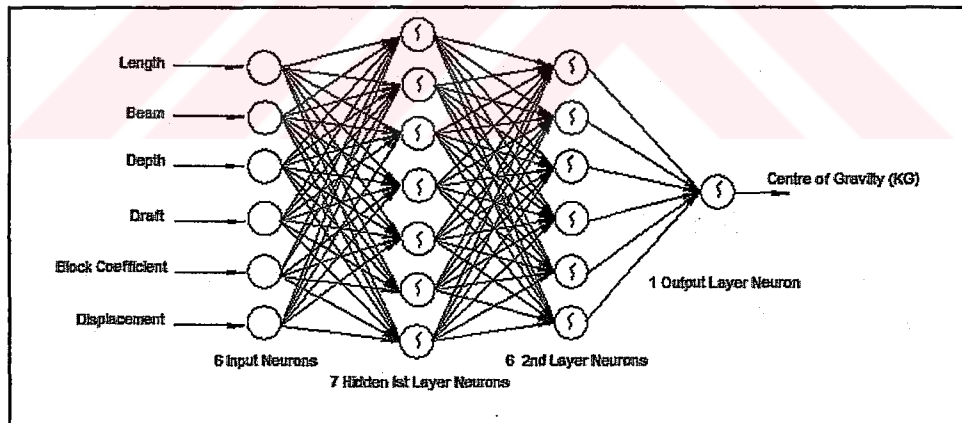 Length
Beam
Depth
Draft
Block Coefficient
Displacement
Centre of Gravity (KG)
1 Output Layer Neuron
6 Input Neurons
6 2nd Layer Neurons
7 Hidden Ist Layer Neurons